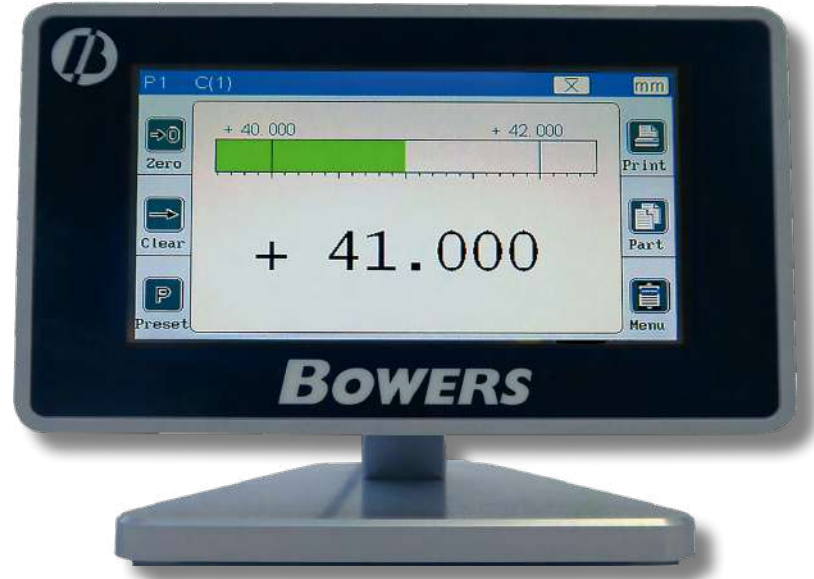 P1 C(1) mm
Zero
Clear
P
Preset
+ 40.000 + 42.000
+ 41.000
Print
Part
Menu
BOWERS